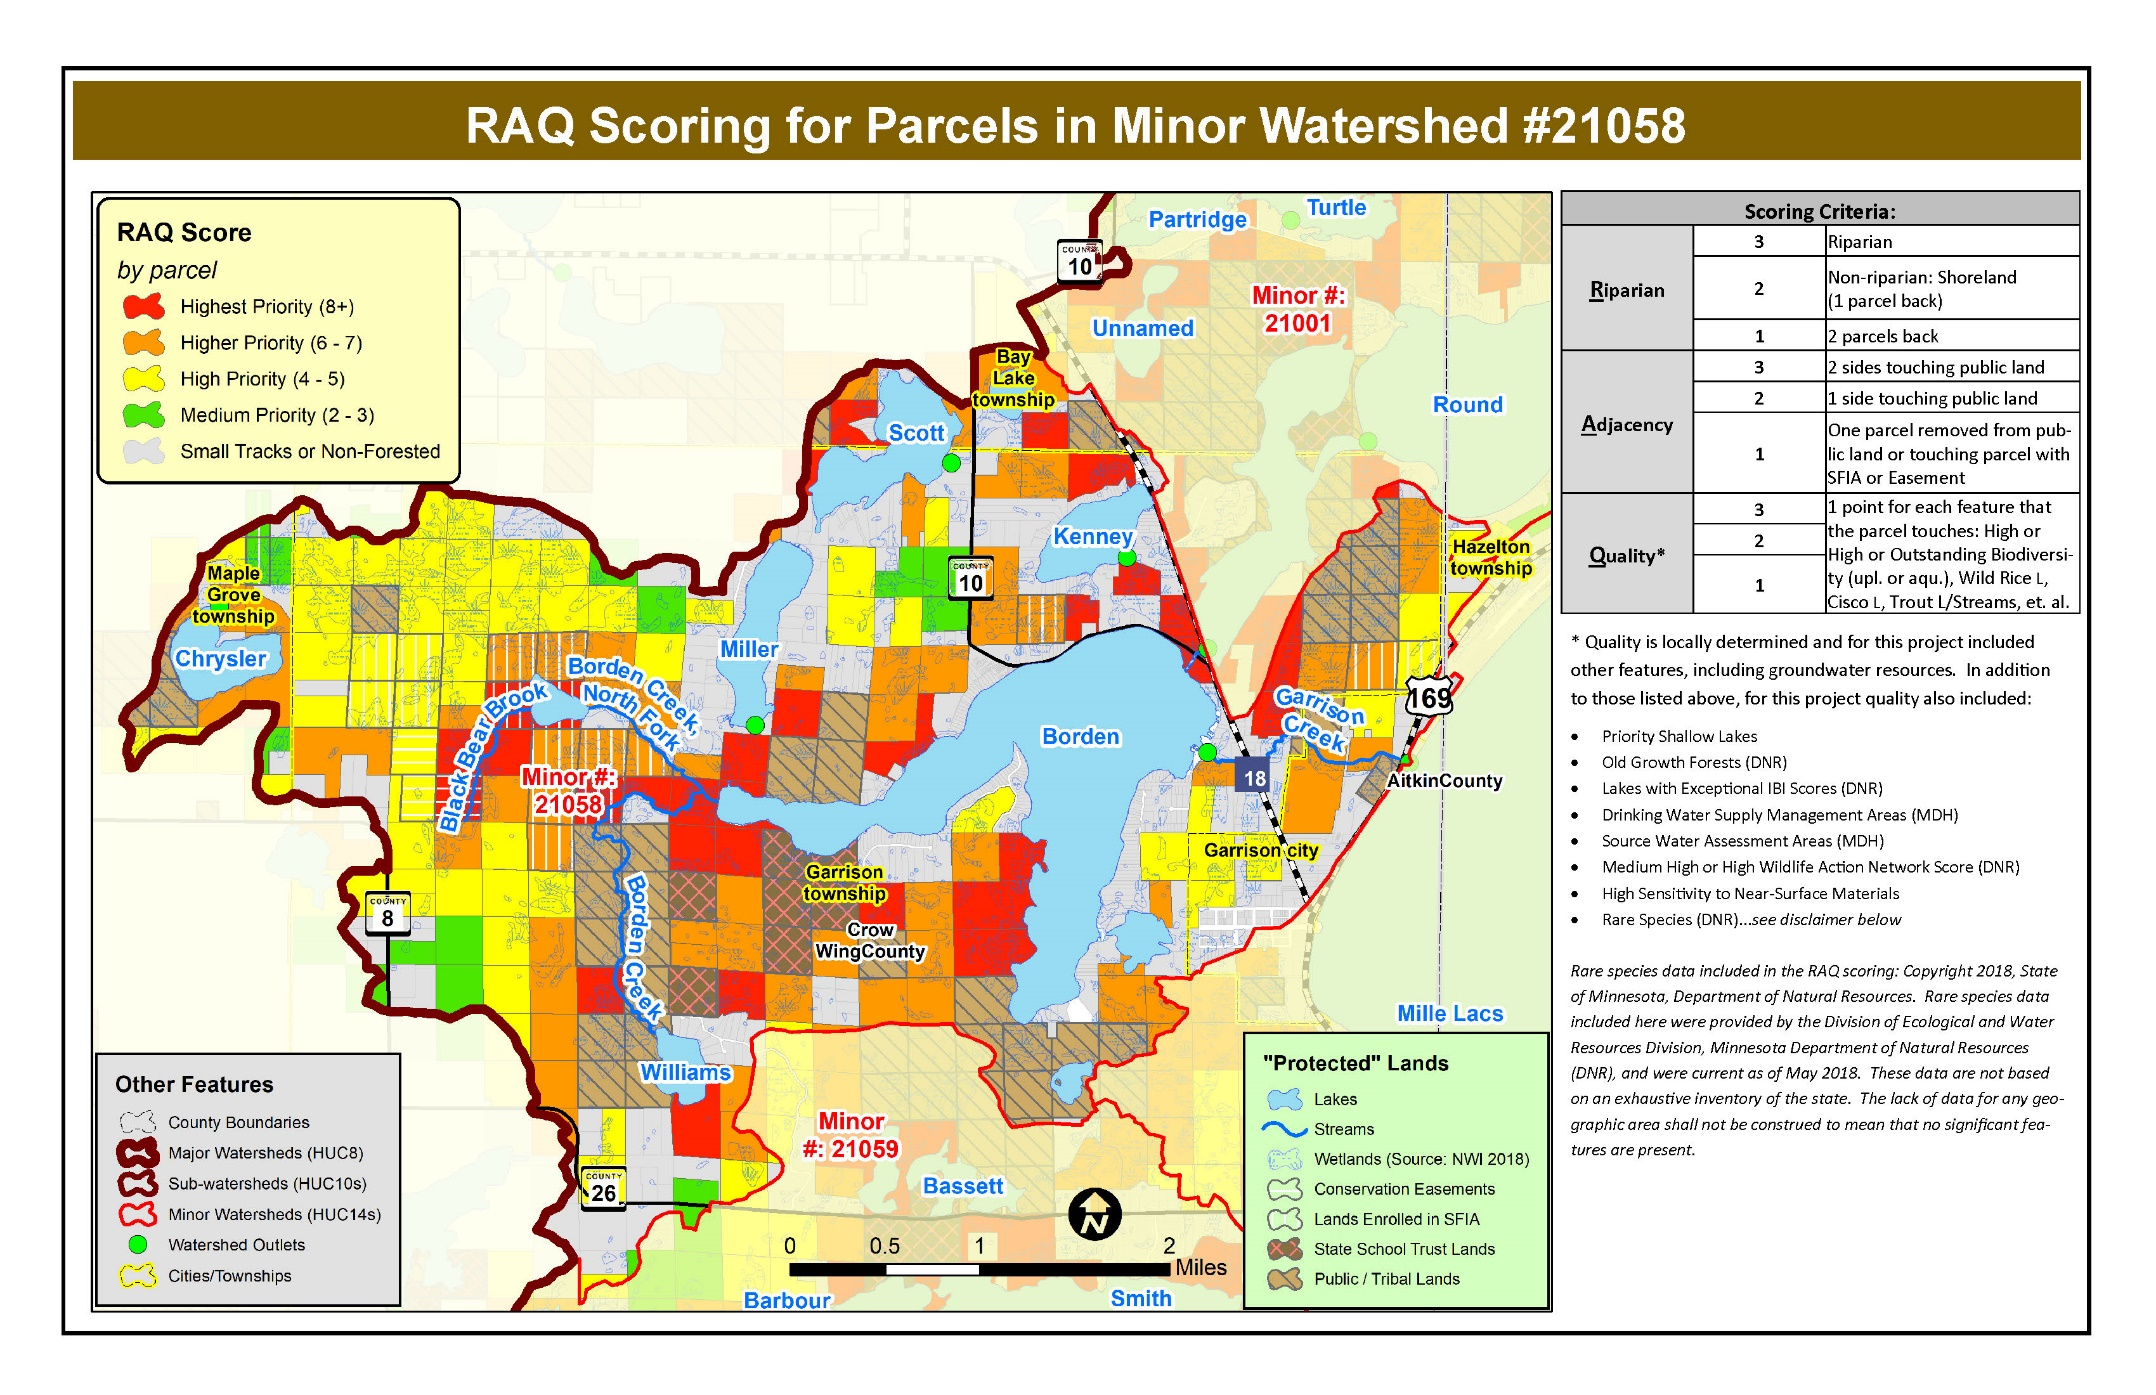 RAQ Scoring for Parcels in Minor Watershed #21058
RAQ Score
by parcel
Highest Priority (8+)
Higher Priority (6 - 7)
High Priority (4 - 5)
Medium Priority (2 - 3)
Small Tracks or Non-Forested
Partridge
Turtle
COUNTY
10
Minor #:
21001
Unnamed
Bay
Lake
township
Round
Scott
Kenney
Hazelton
township
COUNTY
10
Maple
Grove
township
Chrysler
Miller
Borden Creek,
North Fork
Black Bear Brook
Garrison
Creek
169
Borden
Minor #:
21058
18
AitkinCounty
Garrison city
Garrison
township
COUNTY
8
Borden Creek
Crow
WingCounty
Mille Lacs
Williams
Minor
#: 21059
COUNTY
26
Bassett
N
0 0.5 1 2
Miles
Barbour
Smith
Other Features
County Boundaries
Major Watersheds (HUC8)
Sub-watersheds (HUC10s)
Minor Watersheds (HUC14s)
Watershed Outlets
Cities/Townships
"Protected" Lands
Lakes
Streams
Wetlands (Source: NWI 2018)
Conservation Easements
Lands Enrolled in SFIA
State School Trust Lands
Public / Tribal Lands
Scoring Criteria:
Riparian
3 Riparian
2 Non-riparian: Shoreland
(1 parcel back)
1 2 parcels back
Adjacency
3 2 sides touching public land
2 1 side touching public land
1 One parcel removed from pub-
lic land or touching parcel with
SFIA or Easement
Quality*
3
2
1
1 point for each feature that
the parcel touches: High or
High or Outstanding Biodiversi-
ty (upl. or aqu.), Wild Rice L,
Cisco L, Trout L/Streams, et. al.
* Quality is locally determined and for this project included
other features, including groundwater resources. In addition
to those listed above, for this project quality also included:
• Priority Shallow Lakes
• Old Growth Forests (DNR)
• Lakes with Exceptional IBI Scores (DNR)
• Drinking Water Supply Management Areas (MDH)
• Source Water Assessment Areas (MDH)
• Medium High or High Wildlife Action Network Score (DNR)
• High Sensitivity to Near-Surface Materials
• Rare Species (DNR)...see disclaimer below
Rare species data included in the RAQ scoring: Copyright 2018, State
of Minnesota, Department of Natural Resources. Rare species data
included here were provided by the Division of Ecological and Water
Resources Division, Minnesota Department of Natural Resources
(DNR), and were current as of May 2018. These data are not based
on an exhaustive inventory of the state. The lack of data for any geo-
graphic area shall not be construed to mean that no significant fea-
tures are present.